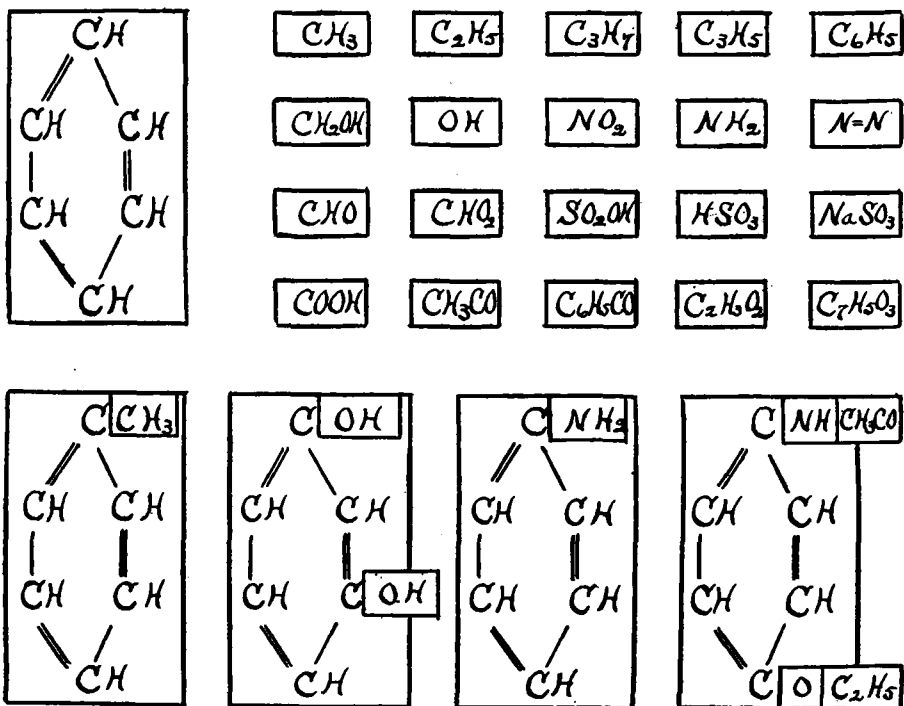 CH CH3 C2H5 C3H7 C3H5 C6H5
CH CH CH2OH OH NO2 NH2 N=N
CH CH CHO CHO2 SO2OH HSO3 NaSO3
CH COOH CH3CO C6H5CO C2H3O2 C7H5O3
C CH3 C OH C NH2 C NH CH3CO
CH CH CH CH CH CH CH CH
CH CH CH C OH CH CH CH CH
CH CH CH C O C2H5